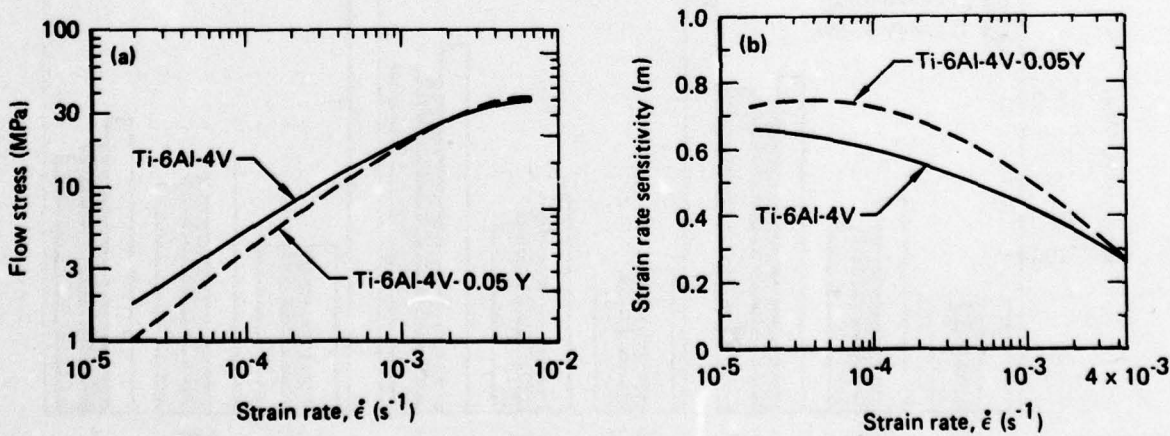 (a)
100
30
10
3
1
Flow stress (MPa)
Ti-6Al-4V
Ti-6Al-4V-0.05 Y
10-5
10-4
10-3
10-2
Strain rate, ε̇ (s-1)
(b)
1.0
0.8
0.6
0.4
0.2
0
Strain rate sensitivity (m)
Ti-6Al-4V-0.05Y
Ti-6Al-4V
10-5
10-4
10-3
4 x 10-3
Strain rate, ε̇ (s-1)